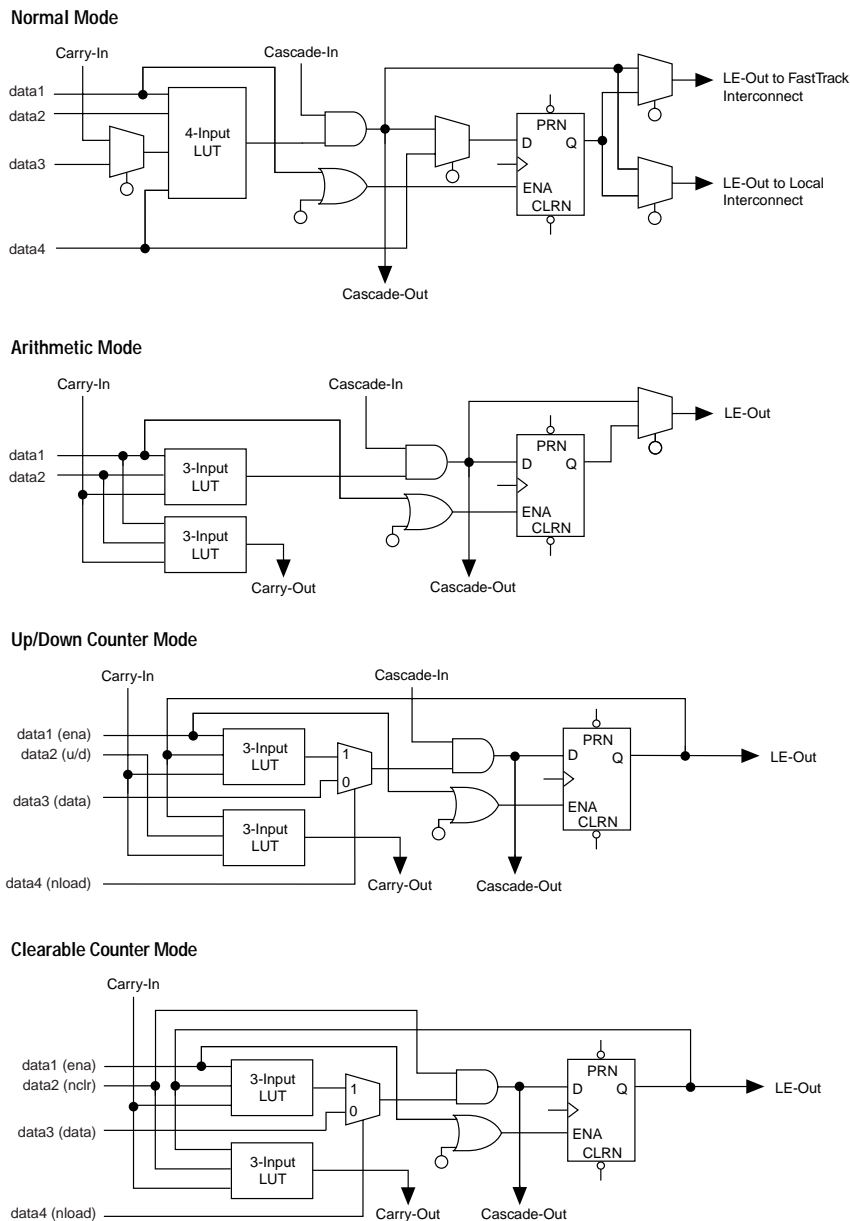 Normal Mode
Carry-In
Cascade-In
data1
data2
data3
data4
4-Input
LUT
PRN
D
Q
ENA
CLRN
LE-Out to FastTrack
Interconnect
LE-Out to Local
Interconnect
Cascade-Out
Arithmetic Mode
Carry-In
Cascade-In
data1
data2
3-Input
LUT
3-Input
LUT
PRN
D
Q
ENA
CLRN
LE-Out
Carry-Out
Cascade-Out
Up/Down Counter Mode
Carry-In
Cascade-In
data1 (ena)
data2 (u/d)
data3 (data)
data4 (nload)
3-Input
LUT
1
0
3-Input
LUT
PRN
D
Q
ENA
CLRN
LE-Out
Carry-Out
Cascade-Out
Clearable Counter Mode
Carry-In
data1 (ena)
data2 (nclr)
data3 (data)
data4 (nload)
3-Input
LUT
1
0
3-Input
LUT
PRN
D
Q
ENA
CLRN
LE-Out
Carry-Out
Cascade-Out